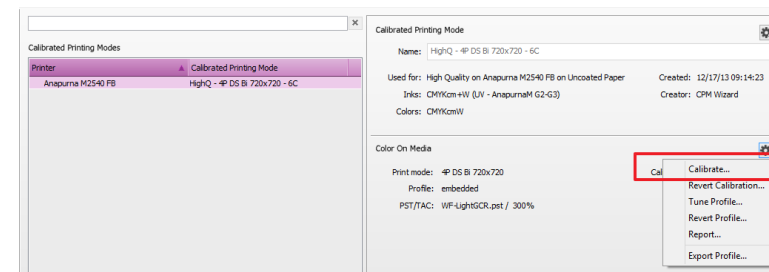 Calibrated Printing Modes
Printer Calibrated Printing Mode
Anapurna M2540 FB HighQ - 4P DS Bi 720x720 - 6C
Calibrated Printing Mode
Name: HighQ - 4P DS Bi 720x720 - 6C
Used for: High Quality on Anapurna M2540 FB on Uncoated Paper Created: 12/17/13 09:14:23
Inks: CMYKcm+W (UV - AnapurnaM G2-G3) Creator: CPM Wizard
Colors: CMYKcmW
Color On Media
Print mode: 4P DS Bi 720x720 Cal
Profile: embedded
PST/TAC: WF-LightGCR.pst / 300%
Calibrate...
Revert Calibration...
Tune Profile...
Revert Profile...
Report...
Export Profile...